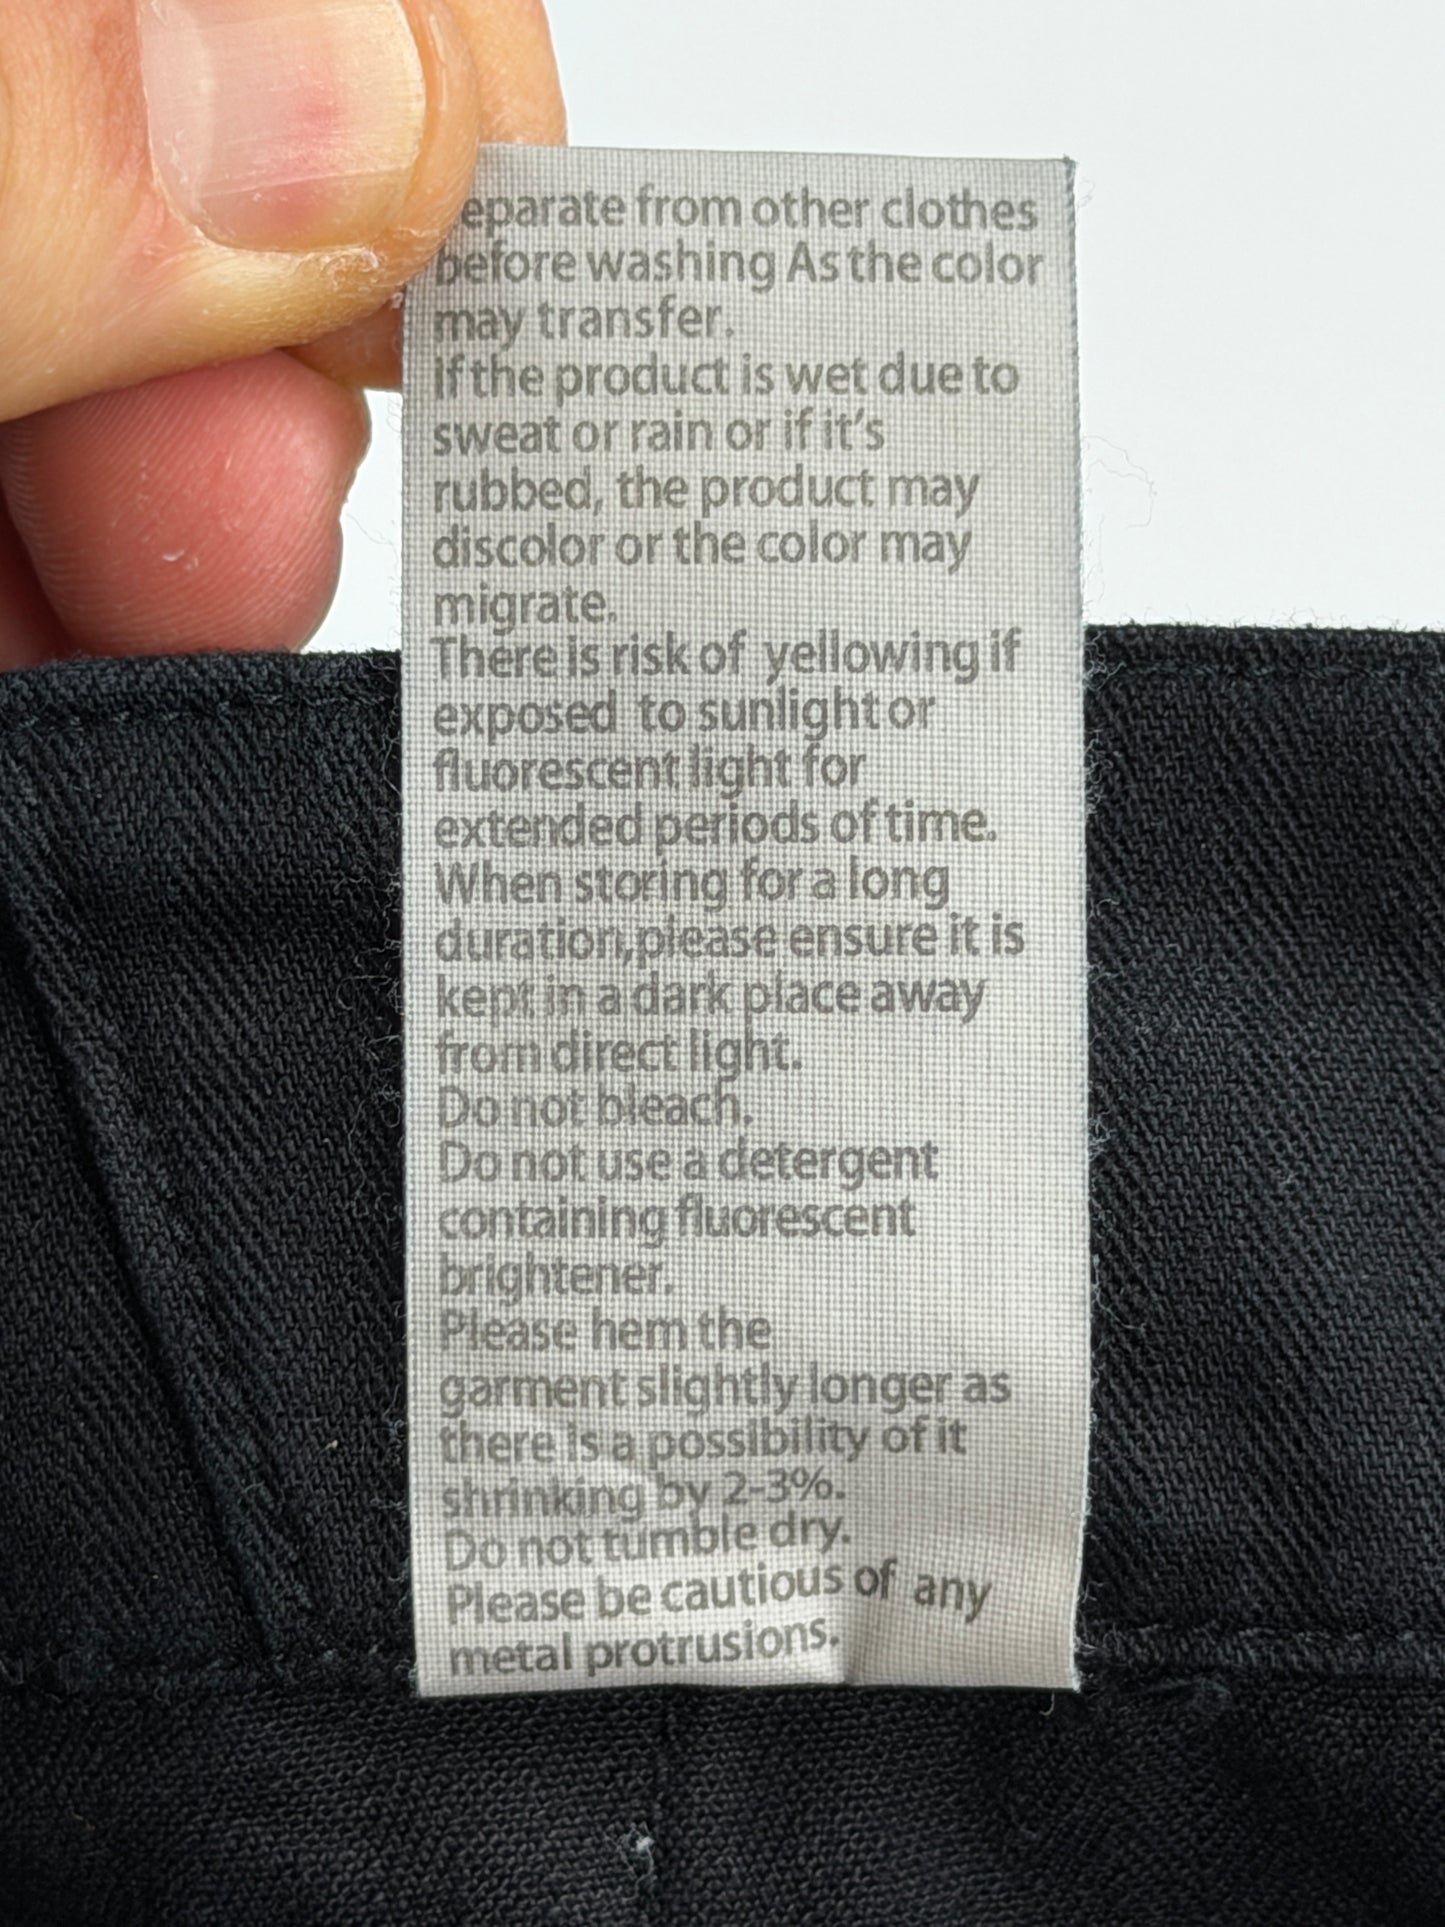 eparate from other clothes
before washing As the color
may transfer.
if the product is wet due to
sweat or rain or if it's
rubbed, the product may
discolor or the color may
migrate.
There is risk of yellowing if
exposed to sunlight or
fluorescent light for
extended periods of time.
When storing for a long
duration,please ensure it is
kept in a dark place away
from direct light.
Do not bleach.
Do not use a detergent
containing fluorescent
brightener.
Please hem the
garment slightly longer as
there is a possibility of it
shrinking by 2-3%.
Do not tumble dry.
Please be cautious of any
metal protrusions.